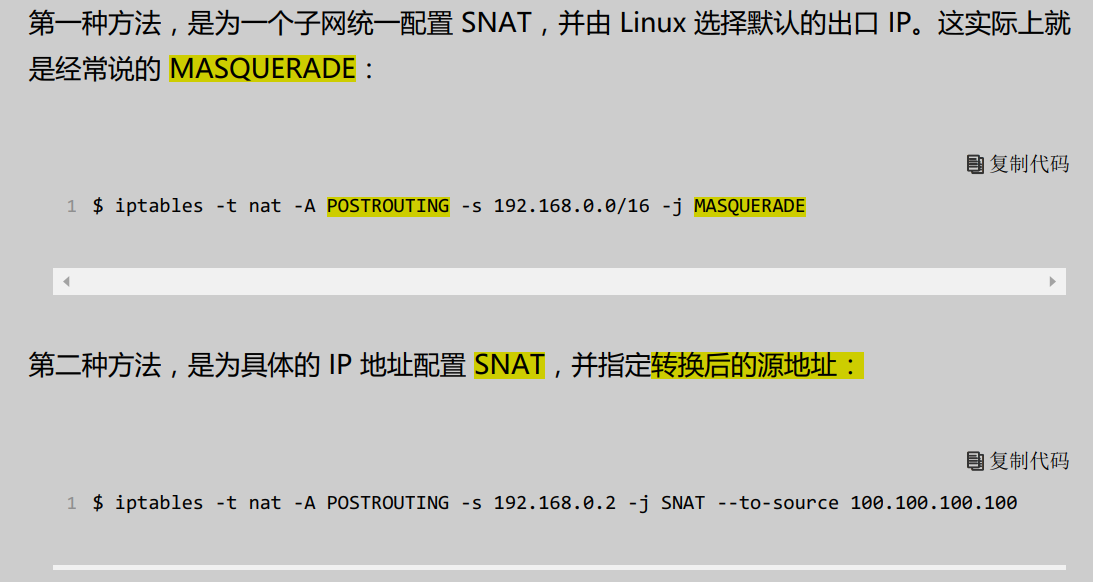 第一种方法，是为一个子网统一配置 SNAT，并由 Linux 选择默认的出口 IP。这实际上就
是经常说的 MASQUERADE：
复制代码
1 $ iptables -t nat -A POSTROUTING -s 192.168.0.0/16 -j MASQUERADE
第二种方法，是为具体的 IP 地址配置 SNAT，并指定转换后的源地址：
复制代码
1 $ iptables -t nat -A POSTROUTING -s 192.168.0.2 -j SNAT --to-source 100.100.100.100